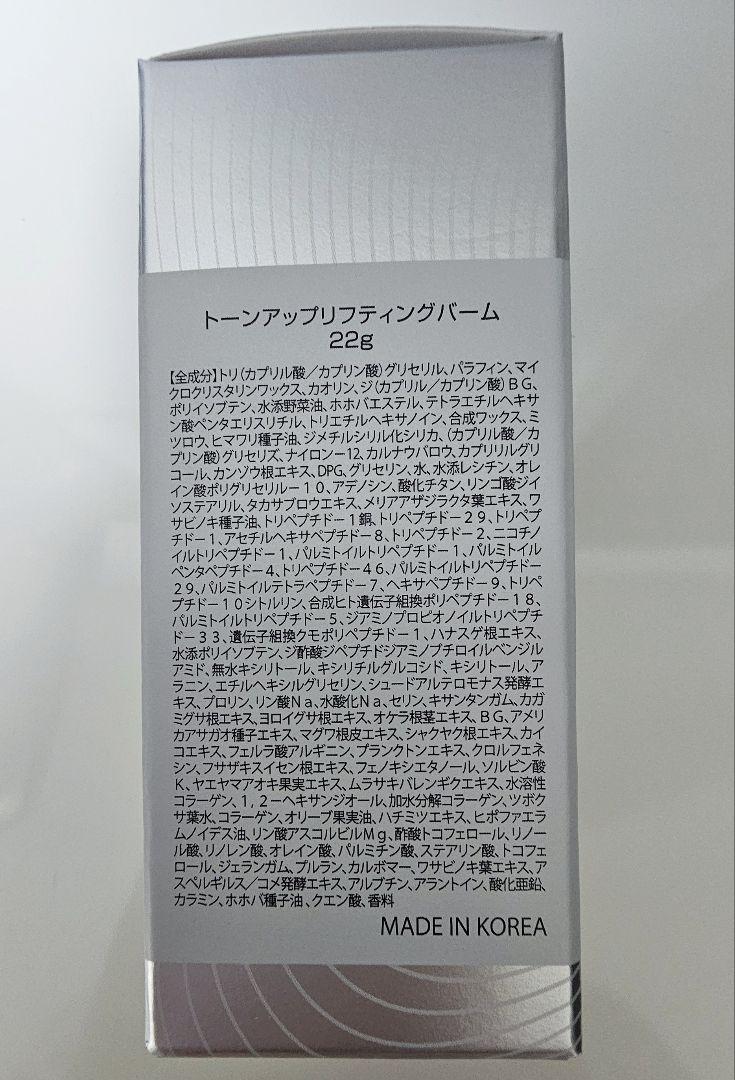 トーンアップリフティングバーム
22g
【全成分】トリ(カプリル酸/カプリン酸)グリセリル、パラフィン、マイ
クロクリスタリンワックス、カオリン、ジ(カプリル/カプリン酸)BG、
ポリイソブテン、水添野菜油、ホホバエステル、テトラエチルヘキサ
ン酸ペンタエリスリチル、トリエチルヘキサノイン、合成ワックス、ミ
ツロウ、ヒマワリ種子油、ジメチルシリル化シリカ、(カプリル酸/カ
プリン酸)グリセリズ、ナイロン-12、カルナウバロウ、カプリリルグリ
コール、カンゾウ根エキス、DPG、グリセリン、水、水添レシチン、オレ
イン酸ポリグリセリル-10、アデノシン、酸化チタン、リンゴ酸ジイ
ソステアリル、タカサブロウエキス、メリアアザジラクタ葉エキス、ワ
サビノキ種子油、トリペプチド-1銅、トリペプチド-29、トリペプ
チド-1、アセチルヘキサペプチド-8、トリペプチド-2、ニコチノ
イルトリペプチド-1、パルミトイルトリペプチド-1、パルミトイル
ペンタペプチド-4、トリペプチド-46、パルミトイルトリペプチド-
29、パルミトイルテトラペプチド-7、ヘキサペプチド-9、トリペ
プチド-10シトルリン、合成ヒト遺伝子組換ポリペプチド-18、
パルミトイルトリペプチド-5、ジアミノプロピオノイルトリペプチ
ド-33、遺伝子組換クモポリペプチド-1、ハナスゲ根エキス、
水添ポリイソブテン、ジ酢酸ジペプチドジアミノブチロイルベンジル
アミド、無水キシリトール、キシリチルグルコシド、キシリトール、ア
ラニン、エチルヘキシルグリセリン、シュードアルテロモナス発酵エ
キス、プロリン、リン酸Na、水酸化Na、セリン、キサンタンガム、カガ
ミグサ根エキス、ヨロイグサ根エキス、オケラ根茎エキス、BG、アメリ
カアサガオ種子エキス、マグワ根皮エキス、シャクヤク根エキス、カイ
コエキス、フェルラ酸アルギニン、プランクトンエキス、クロルフェネ
シン、フサザキスイセン根エキス、フェノキシエタノール、ソルビン酸
K、ヤエヤマアオキ果実エキス、ムラサキバレンギクエキス、水溶性
コラーゲン、1,2-ヘキサンジオール、加水分解コラーゲン、ツボク
サ葉水、コラーゲン、オリーブ果実油、ハチミツエキス、ヒポファエラ
ムノイデス油、リン酸アスコルビルMg、酢酸トコフェロール、リノー
ル酸、リノレン酸、オレイン酸、パルミチン酸、ステアリン酸、トコフェ
ロール、ジェランガム、プルラン、カルボマー、ワサビノキ葉エキス、ア
スペルギルス/コメ発酵エキス、アルブチン、アラントイン、酸化亜鉛、
カラミン、ホホバ種子油、クエン酸、香料
MADE IN KOREA